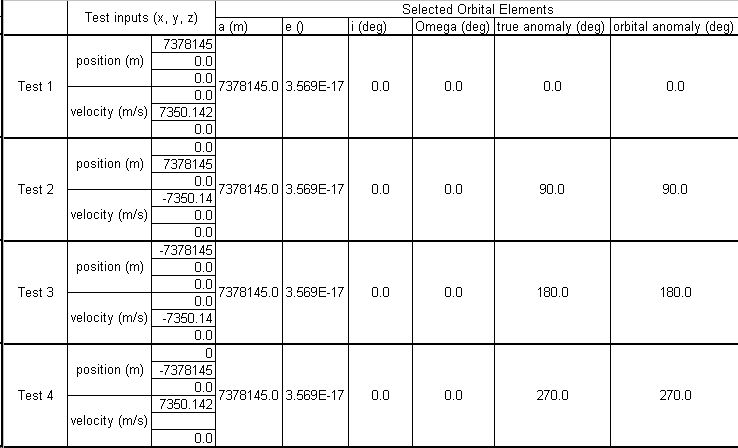 Test inputs (x, y, z) Selected Orbital Elements
a (m) e () i (deg) Omega (deg) true anomaly (deg) orbital anomaly (deg)
Test 1 position (m) 7378145 7378145.0 3.569E-17 0.0 0.0 0.0 0.0
0.0
0.0
velocity (m/s) 0.0
7350.142
0.0
Test 2 position (m) 0.0 7378145.0 3.569E-17 0.0 0.0 90.0 90.0
7378145
0.0
velocity (m/s) -7350.14
0.0
0.0
Test 3 position (m) -7378145 7378145.0 3.569E-17 0.0 0.0 180.0 180.0
0.0
0.0
velocity (m/s) 0.0
-7350.14
0.0
Test 4 position (m) 0 7378145.0 3.569E-17 0.0 0.0 270.0 270.0
-7378145
0.0
velocity (m/s) 7350.142
0.0